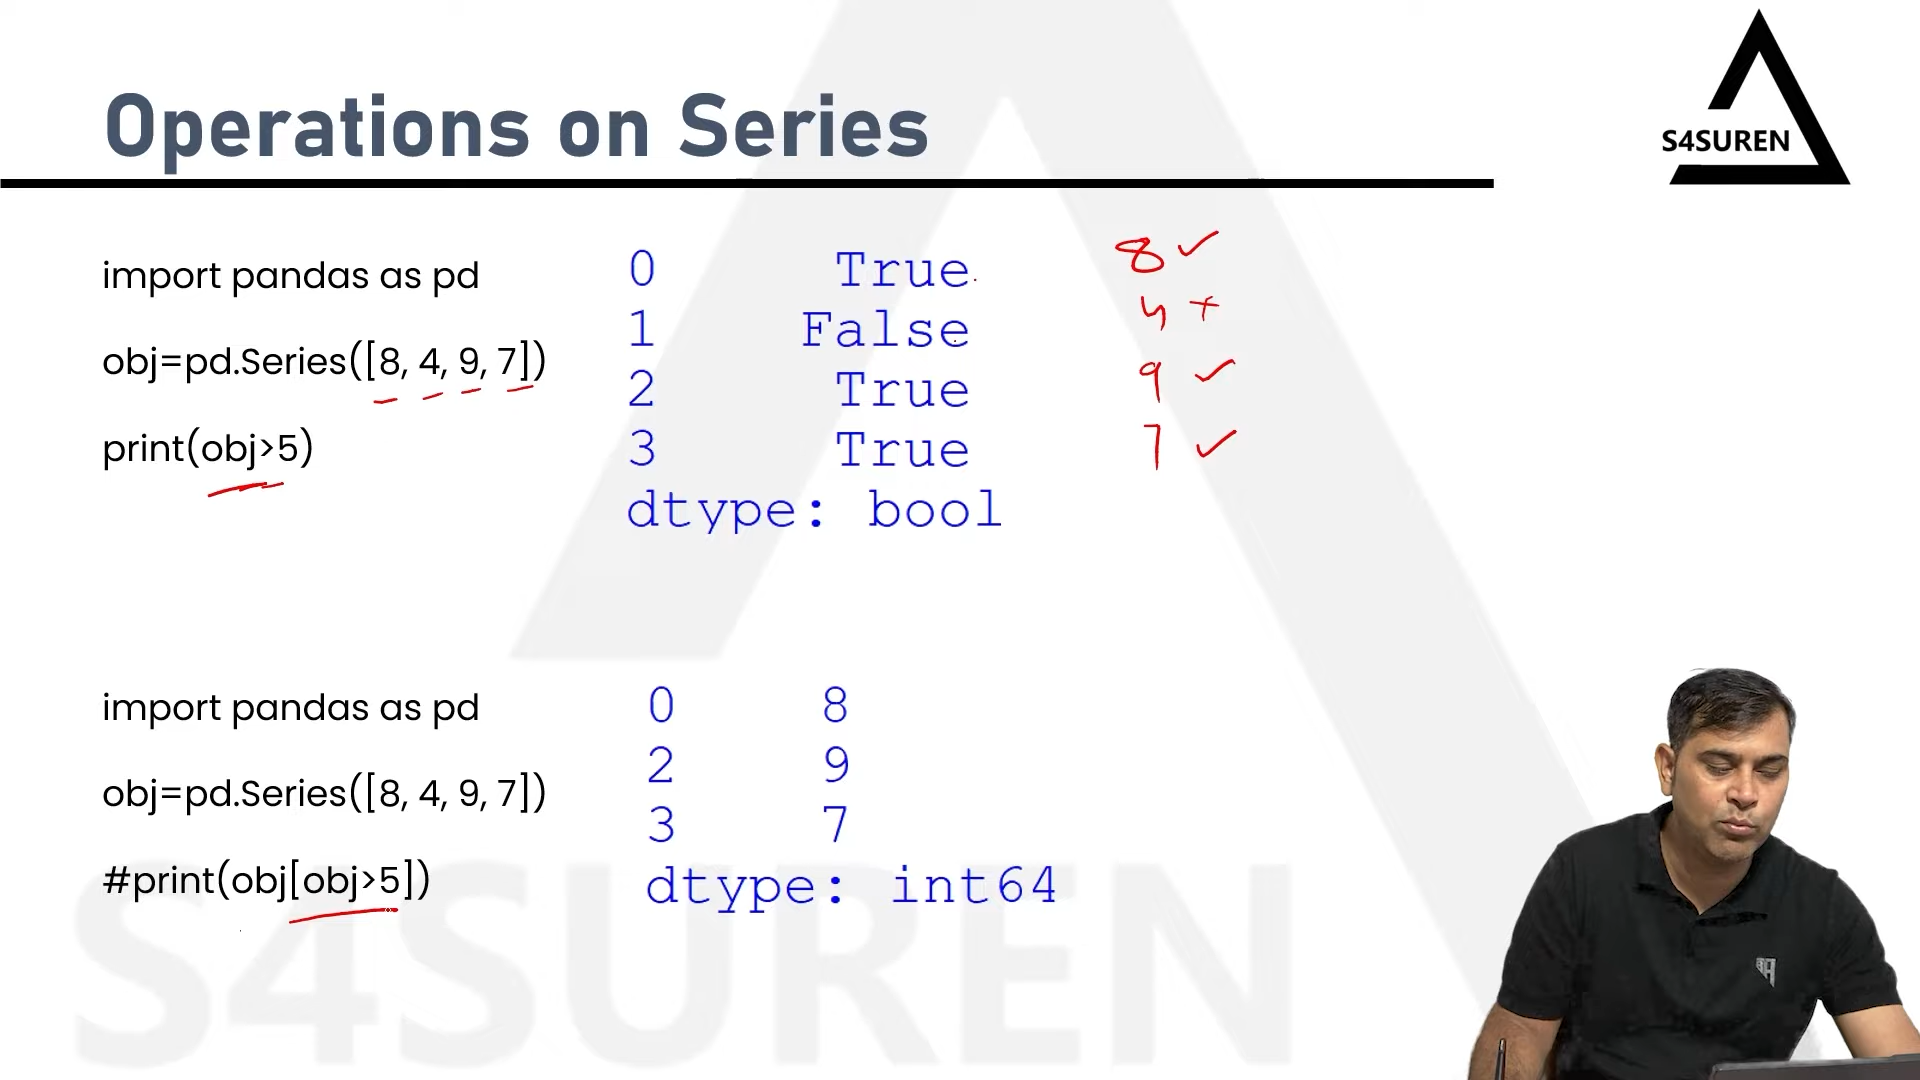 Operations on Series
S4SUREN
import pandas as pd
obj=pd.Series([8, 4, 9, 7])
print(obj>5)
0 True
1 False
2 True
3 True
dtype: bool
8 ✓
4 ×
9 ✓
7 ✓
import pandas as pd
obj=pd.Series([8, 4, 9, 7])
#print(obj[obj>5])
0 8
2 9
3 7
dtype: int64
S4SUREN